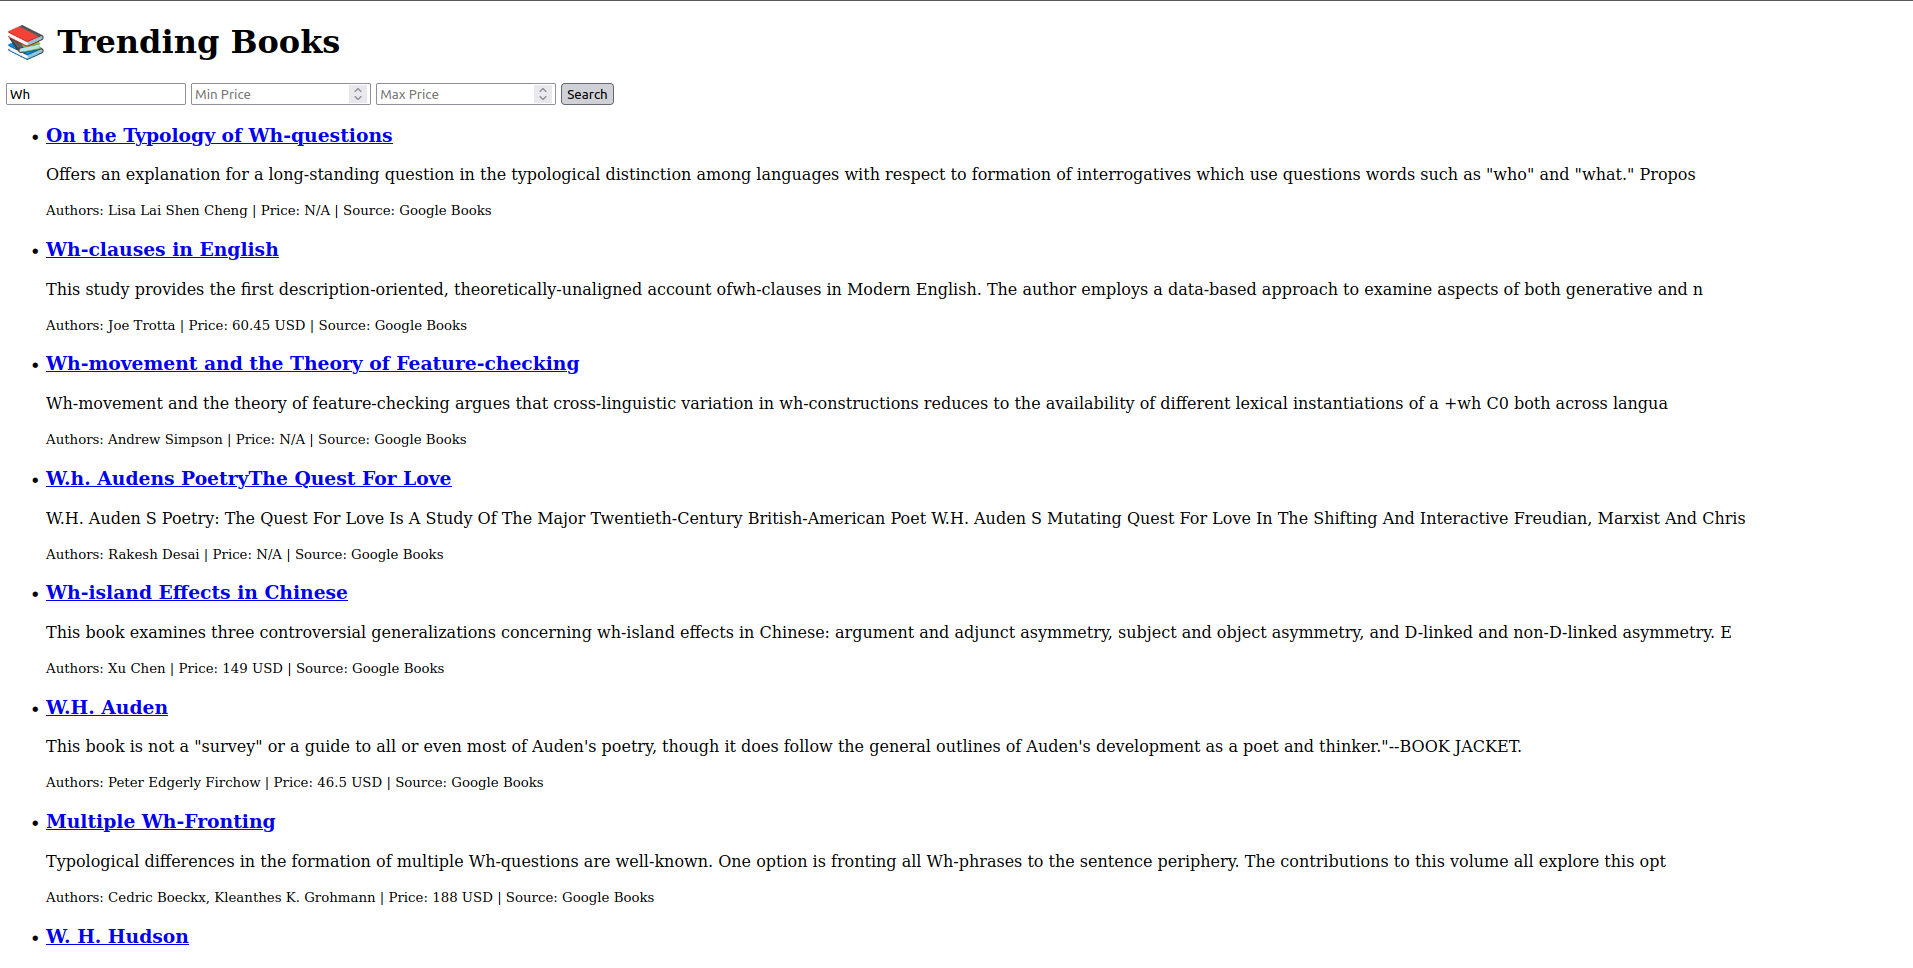 Trending Books
Wh Min Price Max Price Search
On the Typology of Wh-questions
Offers an explanation for a long-standing question in the typological distinction among languages with respect to formation of interrogatives which use questions words such as "who" and "what." Propos
Authors: Lisa Lai Shen Cheng | Price: N/A | Source: Google Books
Wh-clauses in English
This study provides the first description-oriented, theoretically-unaligned account ofwh-clauses in Modern English. The author employs a data-based approach to examine aspects of both generative and n
Authors: Joe Trotta | Price: 60.45 USD | Source: Google Books
Wh-movement and the Theory of Feature-checking
Wh-movement and the theory of feature-checking argues that cross-linguistic variation in wh-constructions reduces to the availability of different lexical instantiations of a +wh C0 both across langua
Authors: Andrew Simpson | Price: N/A | Source: Google Books
W.h. Audens PoetryThe Quest For Love
W.H. Auden S Poetry: The Quest For Love Is A Study Of The Major Twentieth-Century British-American Poet W.H. Auden S Mutating Quest For Love In The Shifting And Interactive Freudian, Marxist And Chris
Authors: Rakesh Desai | Price: N/A | Source: Google Books
Wh-island Effects in Chinese
This book examines three controversial generalizations concerning wh-island effects in Chinese: argument and adjunct asymmetry, subject and object asymmetry, and D-linked and non-D-linked asymmetry. E
Authors: Xu Chen | Price: 149 USD | Source: Google Books
W.H. Auden
This book is not a "survey" or a guide to all or even most of Auden's poetry, though it does follow the general outlines of Auden's development as a poet and thinker."--BOOK JACKET.
Authors: Peter Edgerly Firchow | Price: 46.5 USD | Source: Google Books
Multiple Wh-Fronting
Typological differences in the formation of multiple Wh-questions are well-known. One option is fronting all Wh-phrases to the sentence periphery. The contributions to this volume all explore this opt
Authors: Cedric Boeckx, Kleanthes K. Grohmann | Price: 188 USD | Source: Google Books
W. H. Hudson